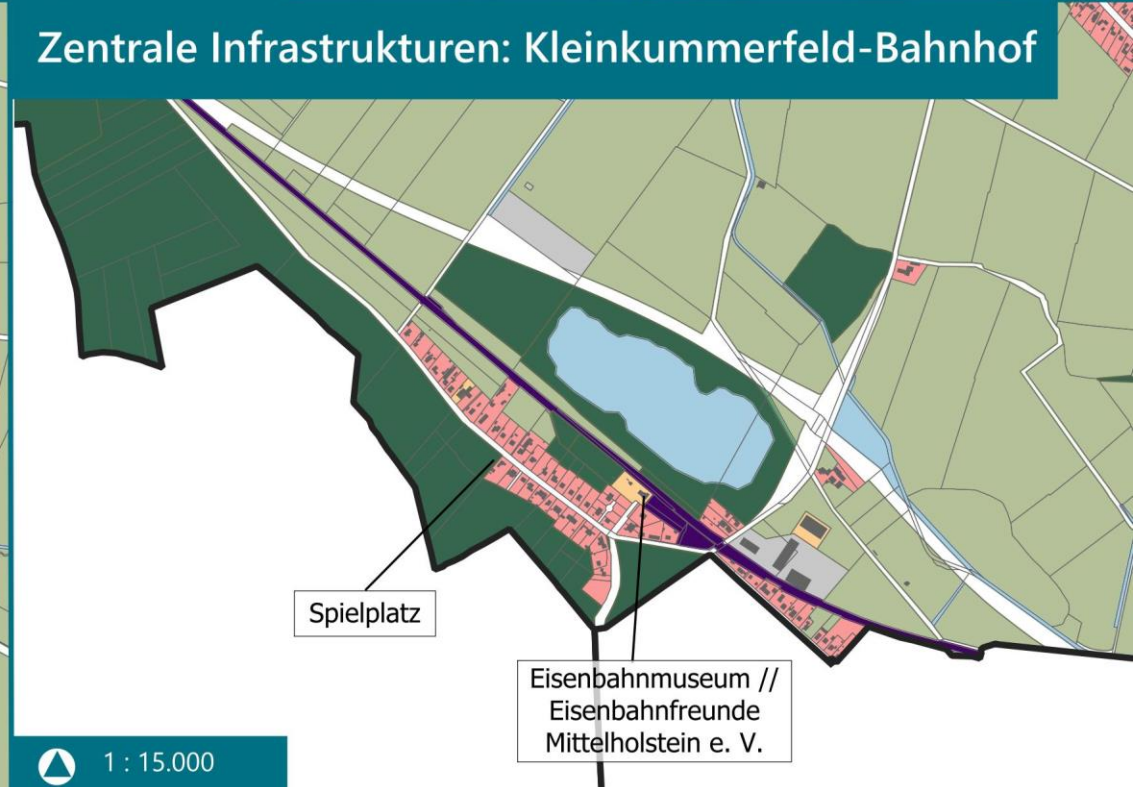 Zentrale Infrastrukturen: Kleinkummerfeld-Bahnhof
Spielplatz
Eisenbahnmuseum //
Eisenbahnfreunde
Mittelholstein e. V.
1 : 15.000